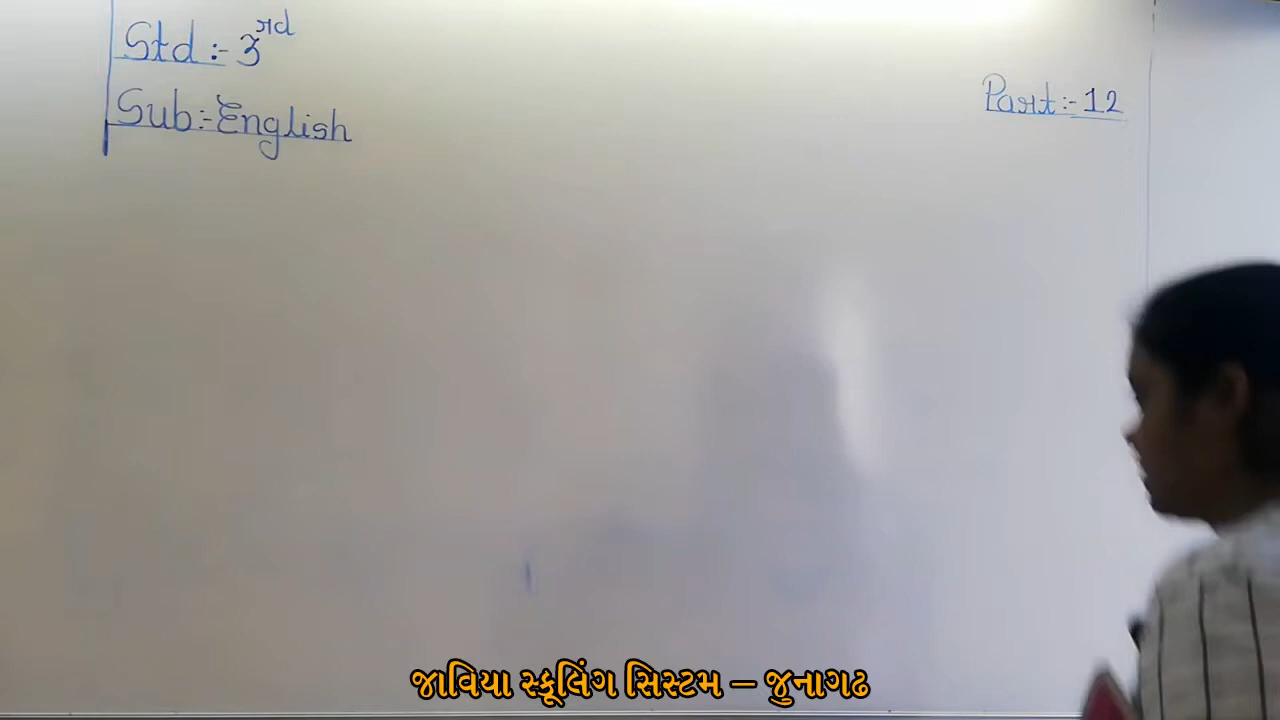 Std :- 3rd
Sub:- English
Part :- 12
જાવિયા સ્કૂલિંગ સિસ્ટમ – જુનાગઢ